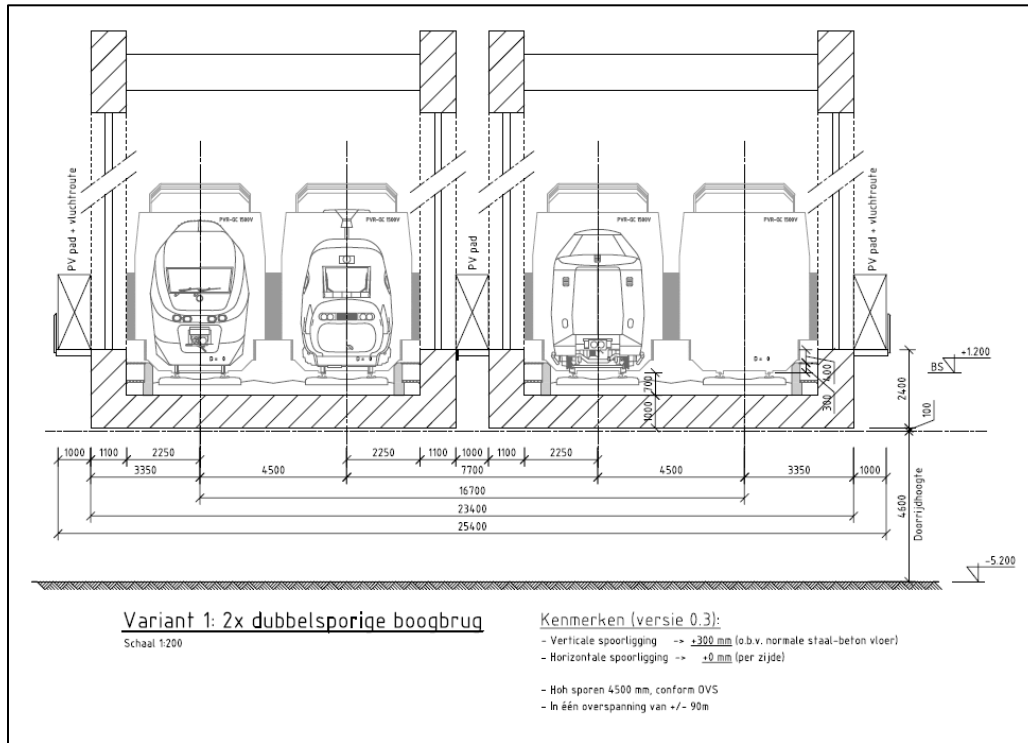 PV pad + vluchtroute
PVR-GC 1500V
PVR-GC 1500V
PV pad
PVR-GC 1500V
PVR-GC 1500V
PV pad + vluchtroute
+1.200
BS
2400
100
400
300
700
1000
1000 1100 2250 2250 1100 1000 1100 2250
3350 4500 7700 4500 3350 1000
16700
23400
25400
4600
Doorrijdhoogte
-5.200
Variant 1: 2x dubbelsporige boogbrug
Schaal 1:200
Kenmerken (versie 0.3):
- Verticale spoorligging -> +300 mm (o.b.v. normale staal-beton vloer)
- Horizontale spoorligging -> +0 mm (per zijde)
- Hoh sporen 4500 mm, conform OVS
- In één overspanning van +/- 90m